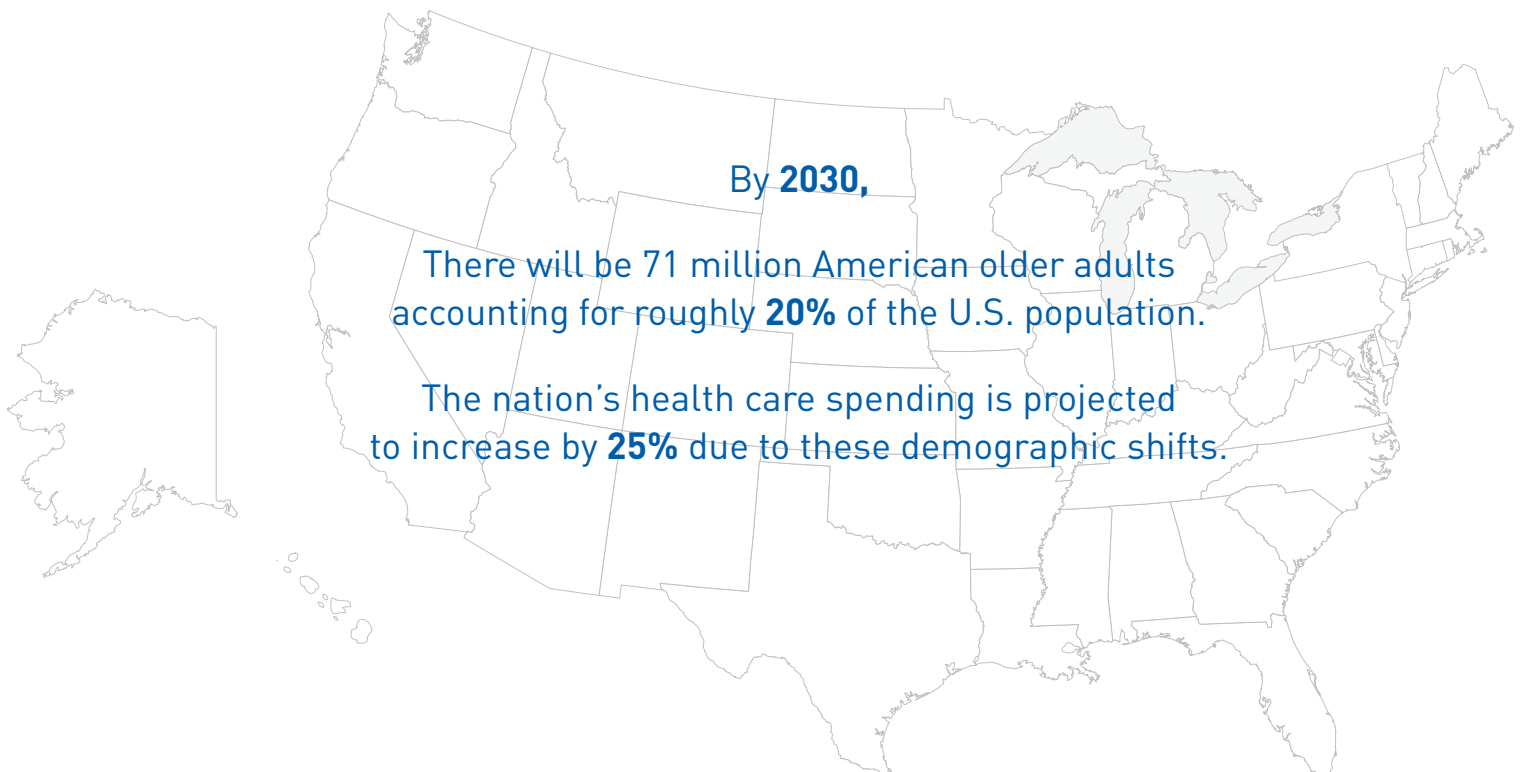 By 2030,
There will be 71 million American older adults
accounting for roughly 20% of the U.S. population.
The nation’s health care spending is projected
to increase by 25% due to these demographic shifts.